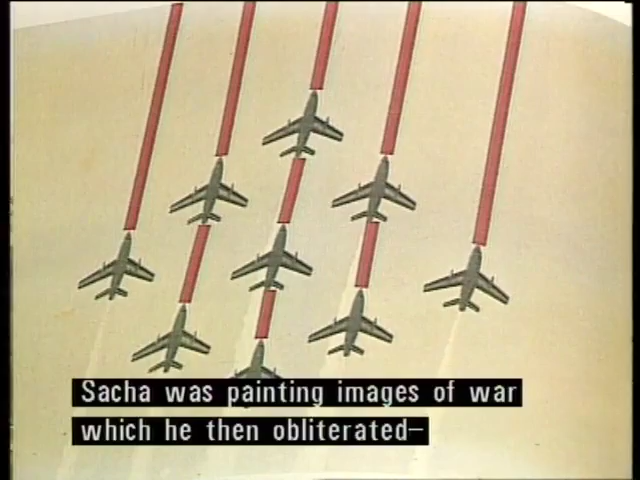 Sacha was painting images of war
which he then obliterated—